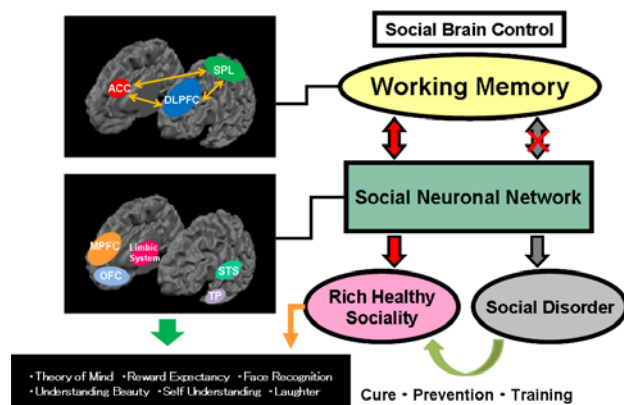 Social Brain Control
SPL
ACC
DLPFC
Working Memory
Social Neuronal Network
MPFC
Limbic
System
OFC
STS
TP
Rich Healthy
Sociality
Social Disorder
・Theory of Mind ・Reward Expectancy ・Face Recognition
・Understanding Beauty ・Self Understanding ・Laughter
Cure・Prevention・Training